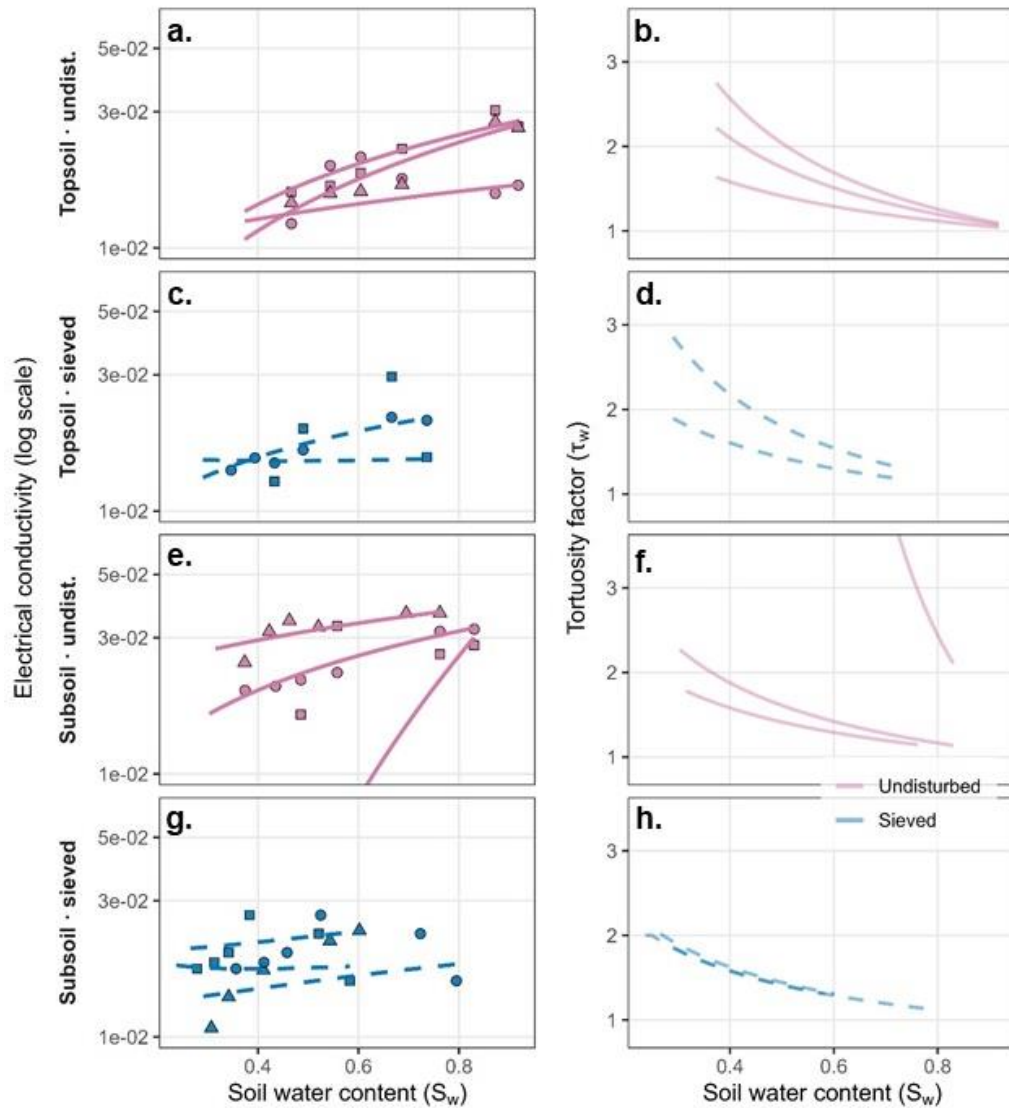 a.
5e-02
3e-02
1e-02
Topsoil · undist.
b.
3
2
1
c.
5e-02
3e-02
1e-02
Topsoil · sieved
d.
3
2
1
Electrical conductivity (log scale)
Tortuosity factor (τw)
e.
5e-02
3e-02
1e-02
Subsoil · undist.
f.
3
2
1
Undisturbed
Sieved
g.
5e-02
3e-02
1e-02
Subsoil · sieved
h.
3
2
1
0.4 0.6 0.8
Soil water content (Sw)
0.4 0.6 0.8
Soil water content (Sw)